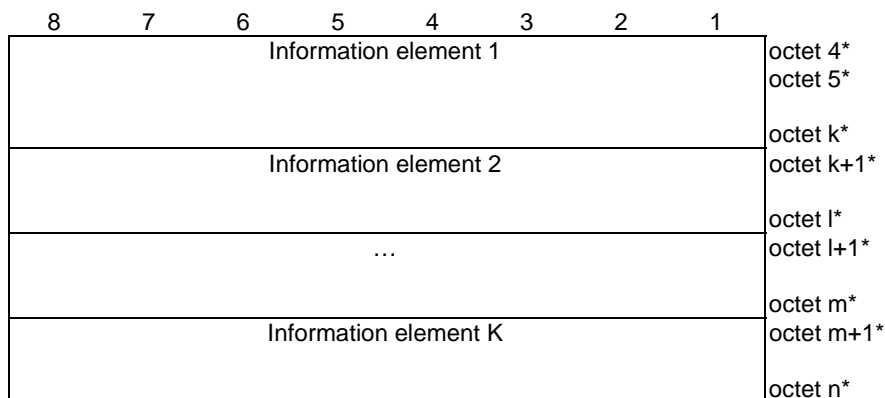 8 7 6 5 4 3 2 1
Information element 1 octet 4*
octet 5*
octet k*
Information element 2 octet k+1*
octet l*
… octet l+1*
octet m*
Information element K octet m+1*
octet n*